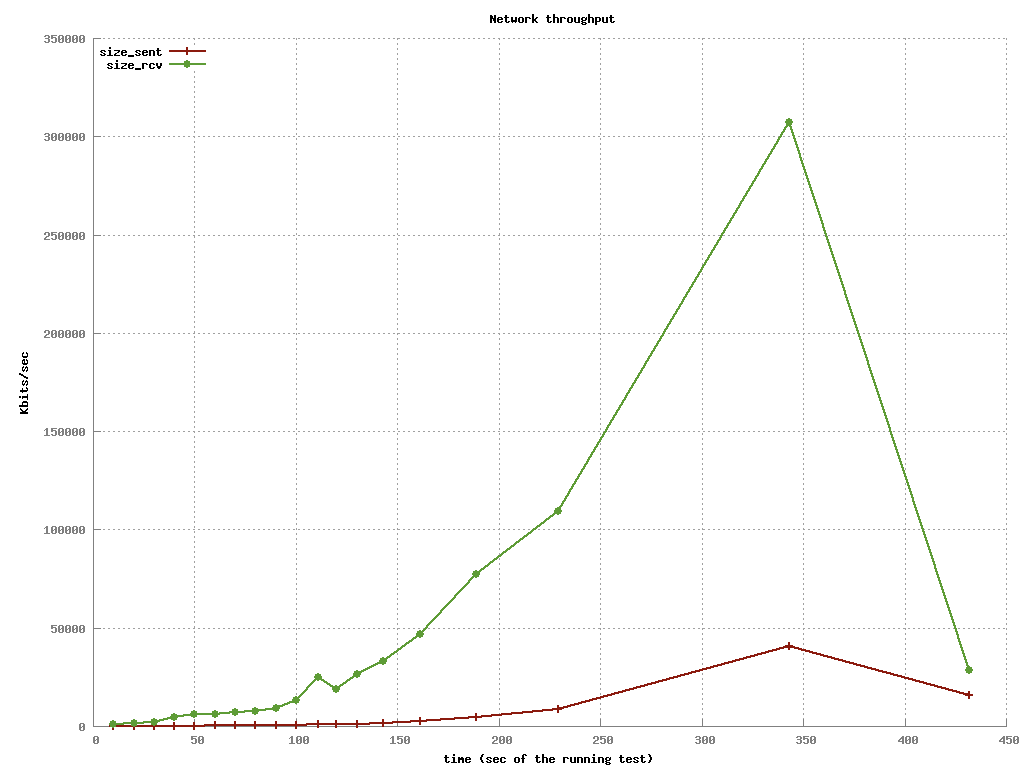 Network throughput
350000
size_sent
size_rcv
300000
250000
200000
Kbits/sec
150000
100000
50000
0
0 50 100 150 200 250 300 350 400 450
time (sec of the running test)